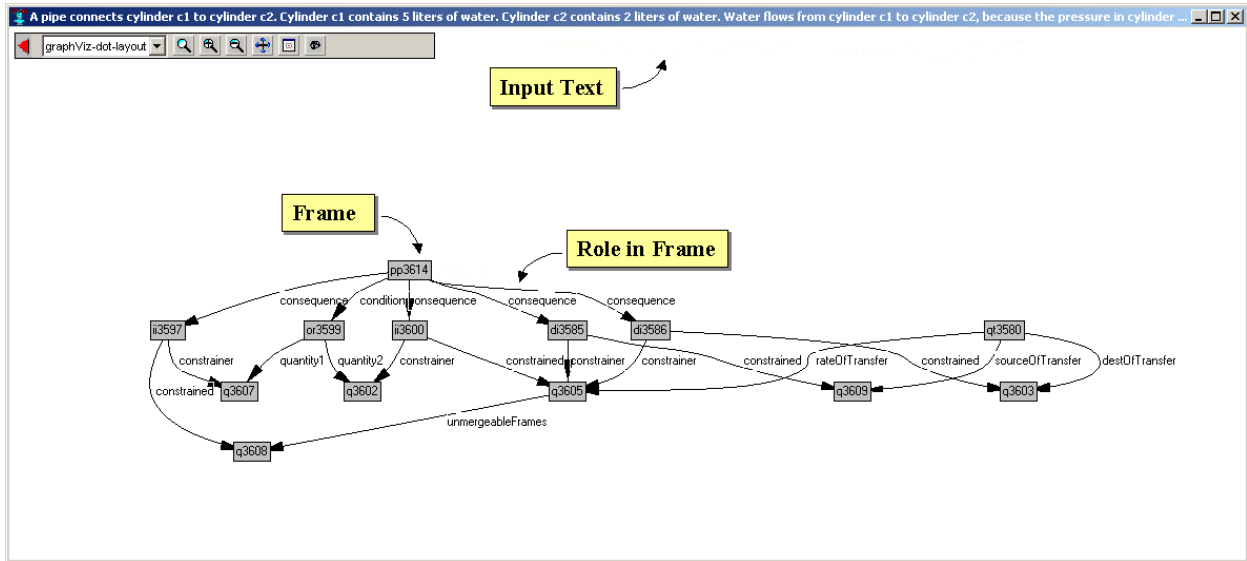 A pipe connects cylinder c1 to cylinder c2. Cylinder c1 contains 5 liters of water. Cylinder c2 contains 2 liters of water. Water flows from cylinder c1 to cylinder c2, because the pressure in cylinder ...
graphViz-dot-layout
Input Text
Frame
Role in Frame
pp3614
consequence condition consequence consequence consequence
ii3597 or3599 ii3600 di3585 di3586 qt3580
constrainer quantity1 quantity2 constrainer constrained constrainer constrainer constrained rateOfTransfer constrained sourceOfTransfer destOfTransfer
constrained q3607 q3602 q3605 q3609 q3603
unmergeableFrames
q3608